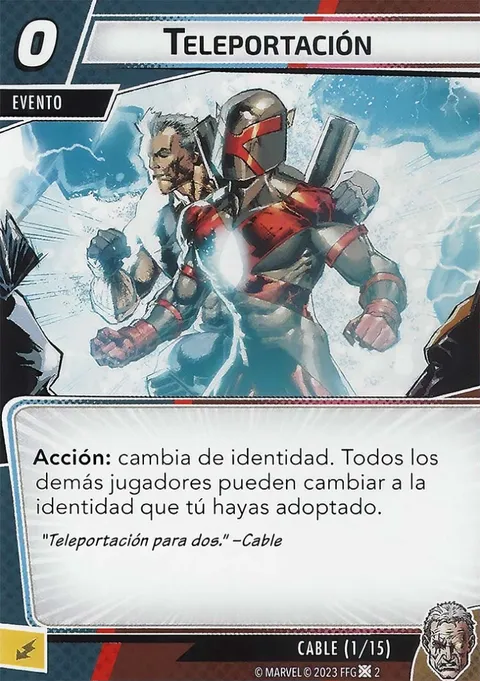 0
TELEPORTACIÓN
EVENTO
Acción: cambia de identidad. Todos los
demás jugadores pueden cambiar a la
identidad que tú hayas adoptado.
"Teleportación para dos." –Cable
CABLE (1/15)
© MARVEL © 2023 FFG 2